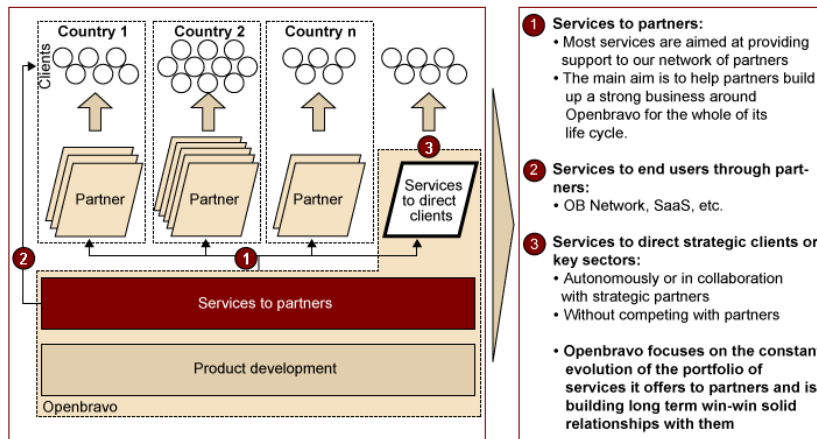 Country 1
Country 2
Country n
Clients
3
Partner
Partner
Partner
Services
to direct
clients
2
1
Services to partners
Product development
Openbravo
1 Services to partners:
• Most services are aimed at providing
support to our network of partners
• The main aim is to help partners build
up a strong business around
Openbravo for the whole of its
life cycle.
2 Services to end users through part-
ners:
• OB Network, SaaS, etc.
3 Services to direct strategic clients or
key sectors:
• Autonomously or in collaboration
with strategic partners
• Without competing with partners
• Openbravo focuses on the constant
evolution of the portfolio of
services it offers to partners and is
building long term win-win solid
relationships with them